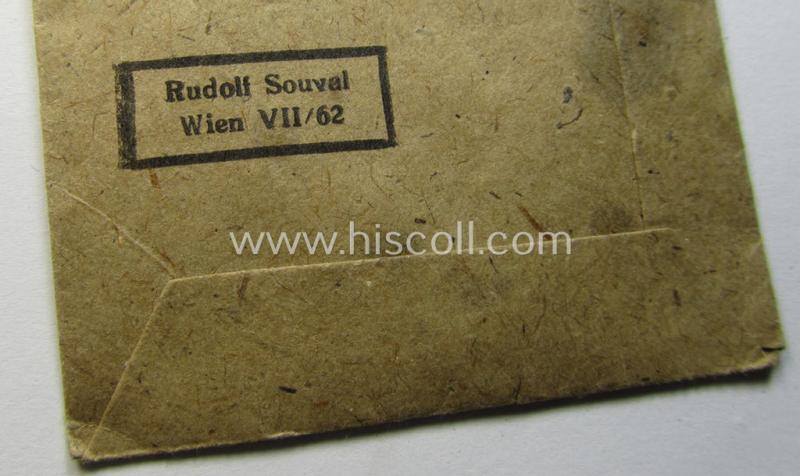 Rudolf Souval
Wien VII/62
www.hiscoll.com